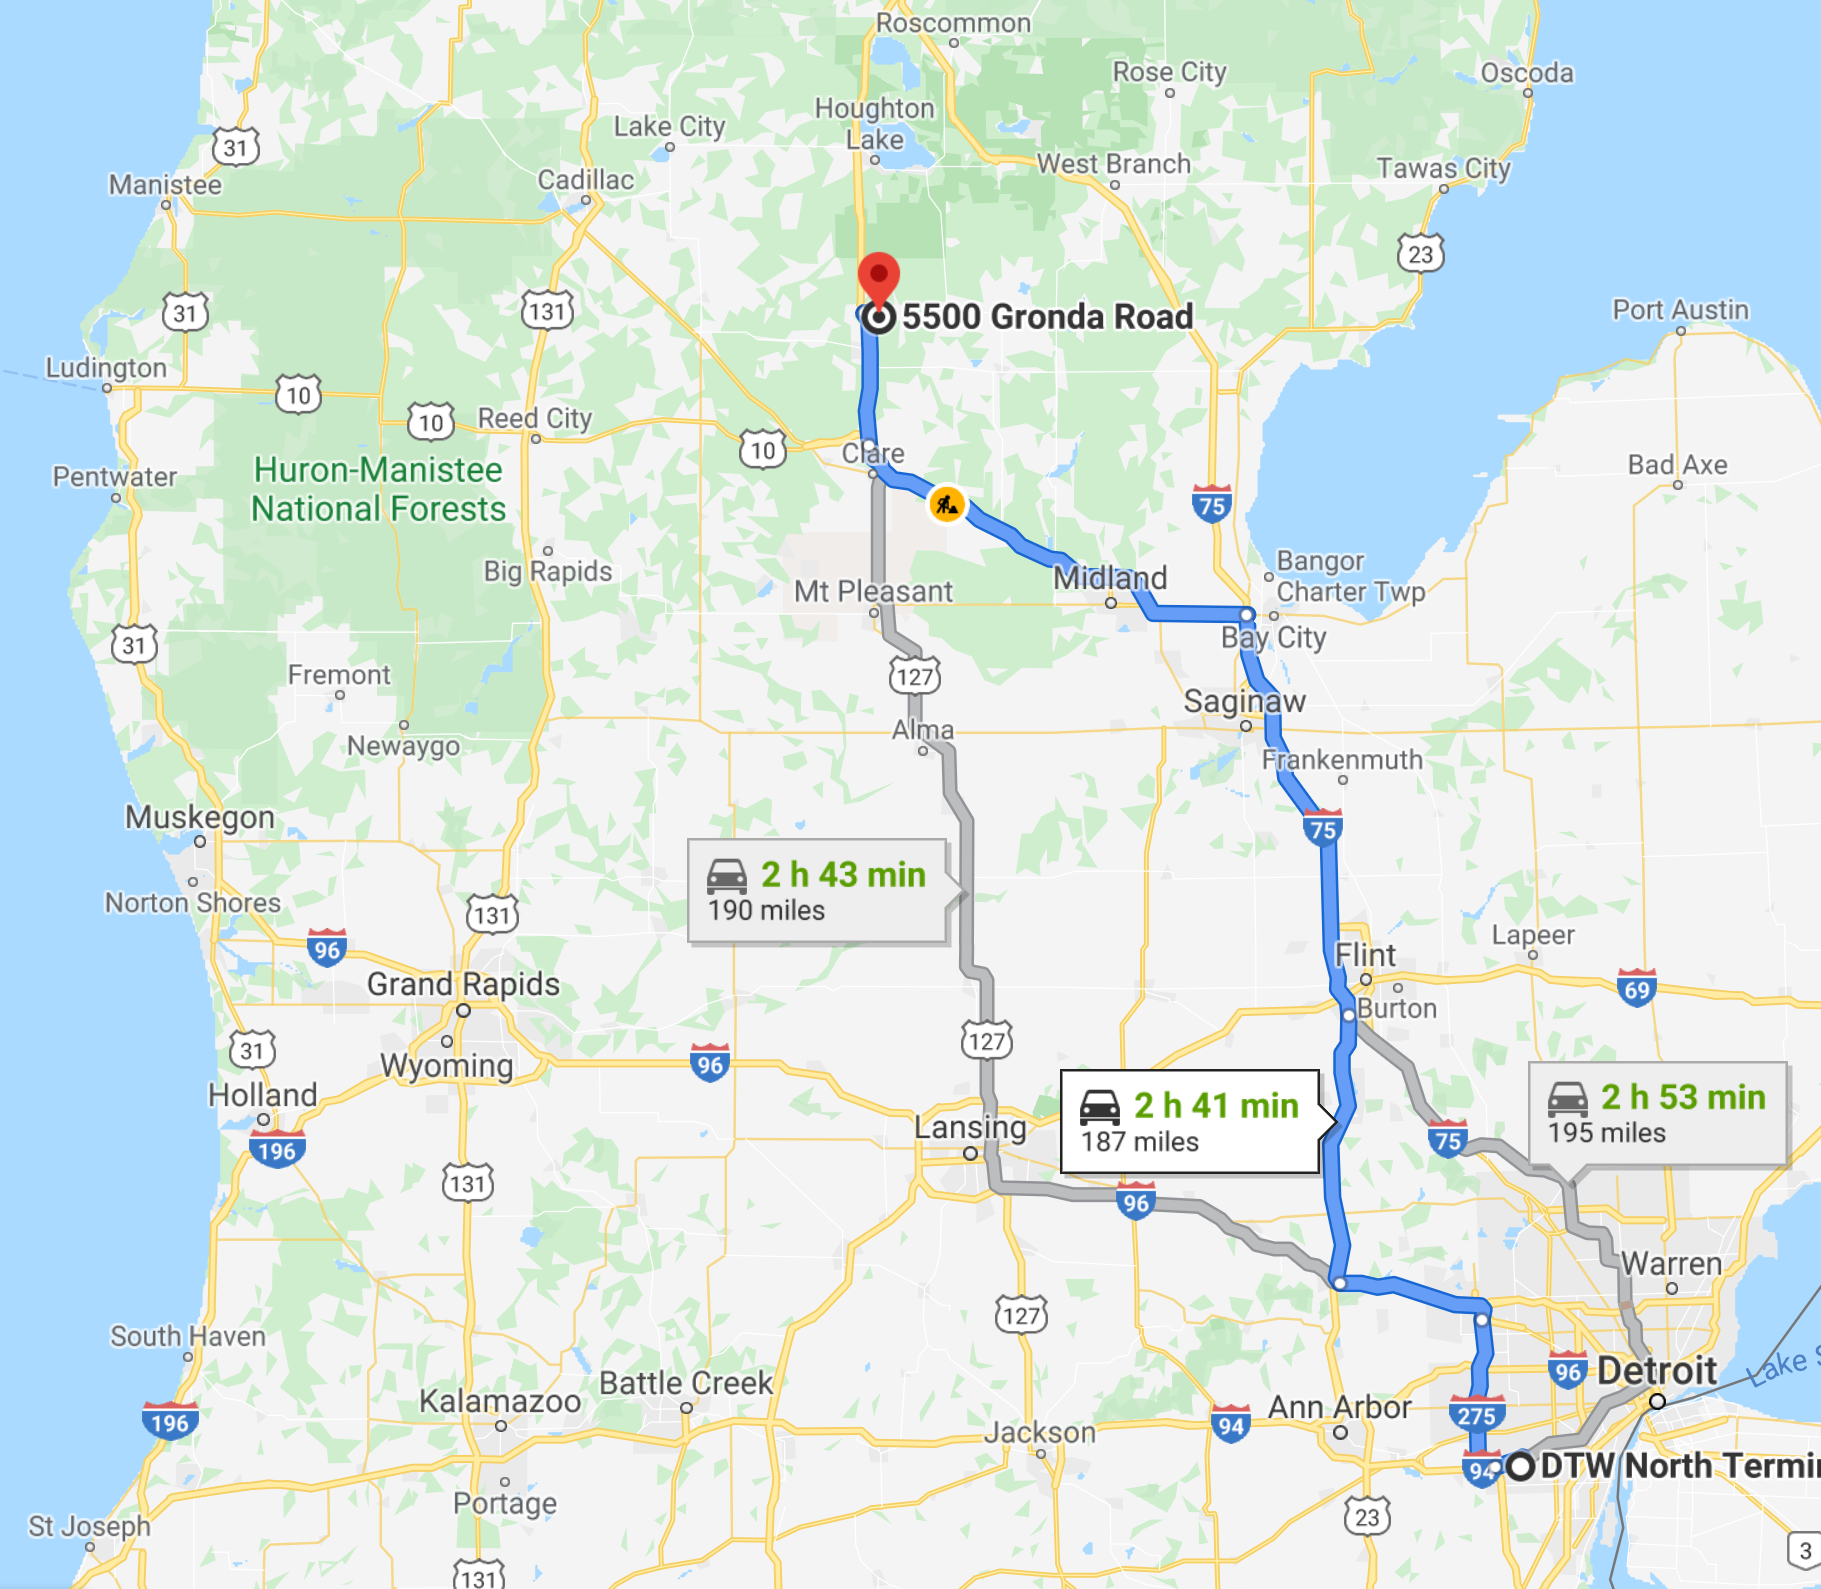 Roscommon
Rose City
Oscoda
Houghton
Lake
Lake City
31
West Branch
Tawas City
Cadillac
Manistee
23
31
131
5500 Gronda Road
Port Austin
Ludington
10
10
Reed City
10
Clare
Huron-Manistee
National Forests
Pentwater
Bad Axe
75
Big Rapids
Midland
Bangor
Charter Twp
Mt Pleasant
Bay City
31
Fremont
127
Saginaw
Alma
Newaygo
Frankenmuth
Muskegon
75
2 h 43 min
190 miles
Norton Shores
131
96
Flint
Lapeer
Grand Rapids
69
Burton
31
127
Wyoming
96
Holland
2 h 41 min
187 miles
2 h 53 min
195 miles
Lansing
75
196
131
96
Warren
127
South Haven
96
Detroit
Lake S
Battle Creek
Kalamazoo
Ann Arbor
275
196
94
Jackson
94
DTW North Termi
Portage
23
St Joseph
3
131